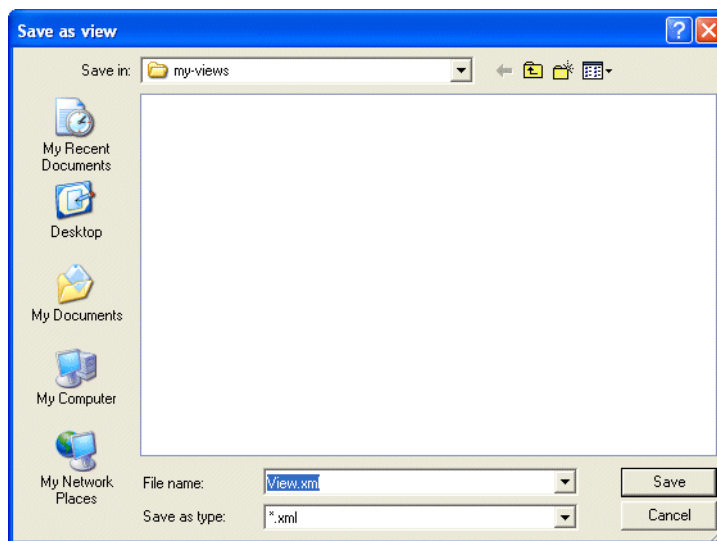 Save as view
Save in: my-views
My Recent
Documents
Desktop
My Documents
My Computer
My Network
Places
File name: View.xml Save
Save as type: *.xml Cancel